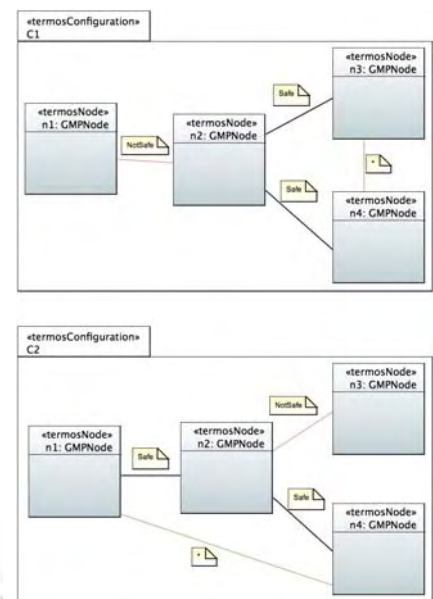 «termosConfiguration»
C1
«termosNode»
n3: GMPNode
Safe
«termosNode»
n1: GMPNode
«termosNode»
n2: GMPNode
NotSafe
*
Safe
«termosNode»
n4: GMPNode
«termosConfiguration»
C2
«termosNode»
n3: GMPNode
NotSafe
«termosNode»
n1: GMPNode
«termosNode»
n2: GMPNode
Safe
Safe
«termosNode»
n4: GMPNode
*